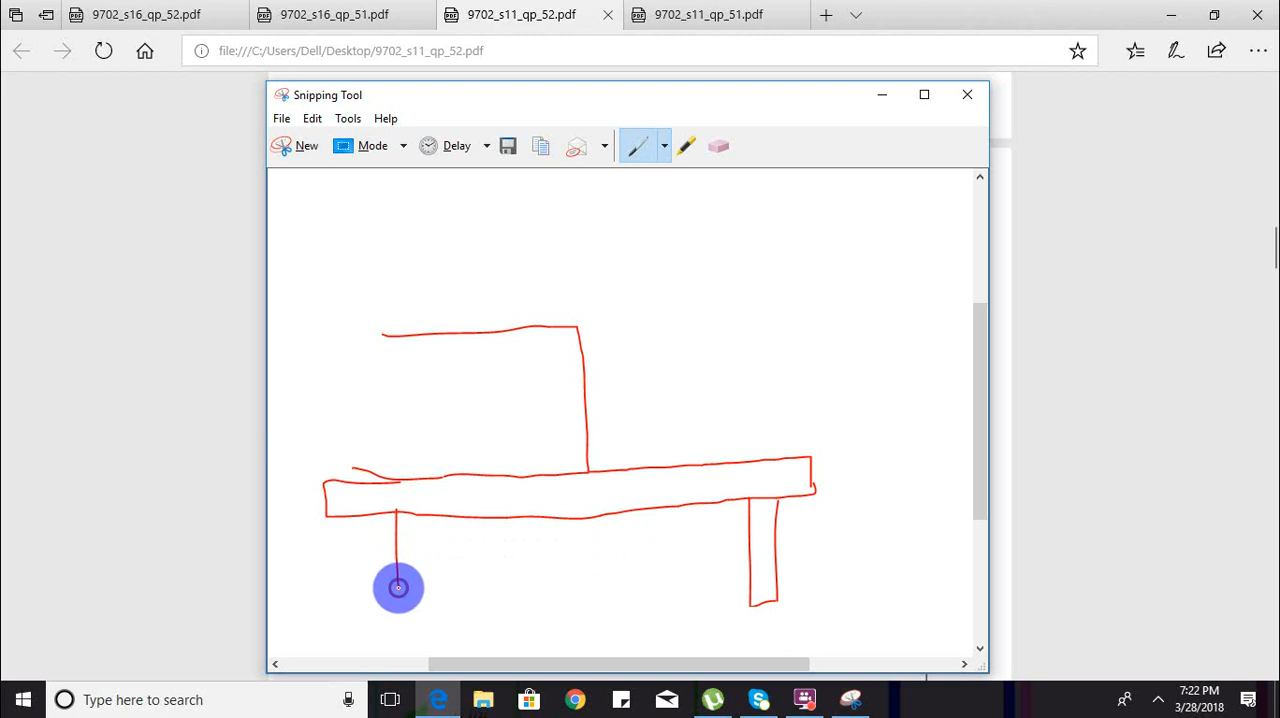 9702_s16_qp_52.pdf
9702_s16_qp_51.pdf
9702_s11_qp_52.pdf
9702_s11_qp_51.pdf
file:///C:/Users/Dell/Desktop/9702_s11_qp_52.pdf
Snipping Tool
File Edit Tools Help
New Mode Delay
Type here to search
7:22 PM
3/28/2018